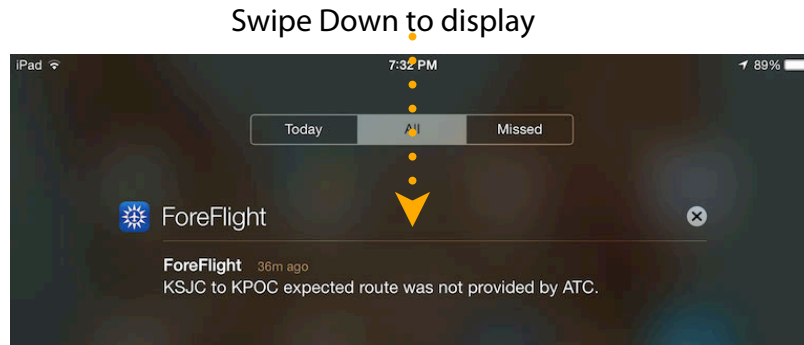 Swipe Down to display
iPad 7:32 PM 89%
Today All Missed
ForeFlight
ForeFlight 36m ago
KSJC to KPOC expected route was not provided by ATC.